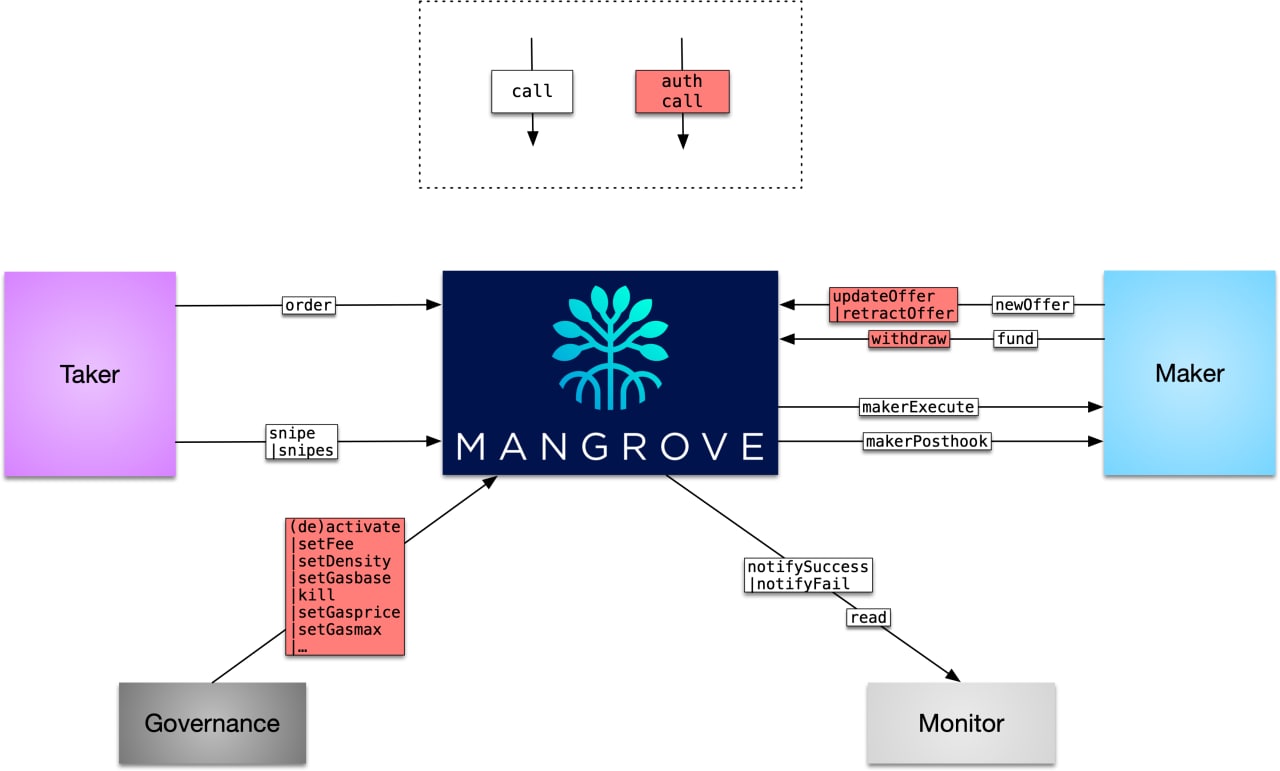 call
auth
call
Taker
order
snipe
|snipes
MANGROVE
updateOffer
|retractOffer
newOffer
withdraw
fund
makerExecute
makerPosthook
Maker
(de)activate
|setFee
|setDensity
|setGasbase
|kill
|setGasprice
|setGasmax
|…
notifySuccess
|notifyFail
read
Governance
Monitor